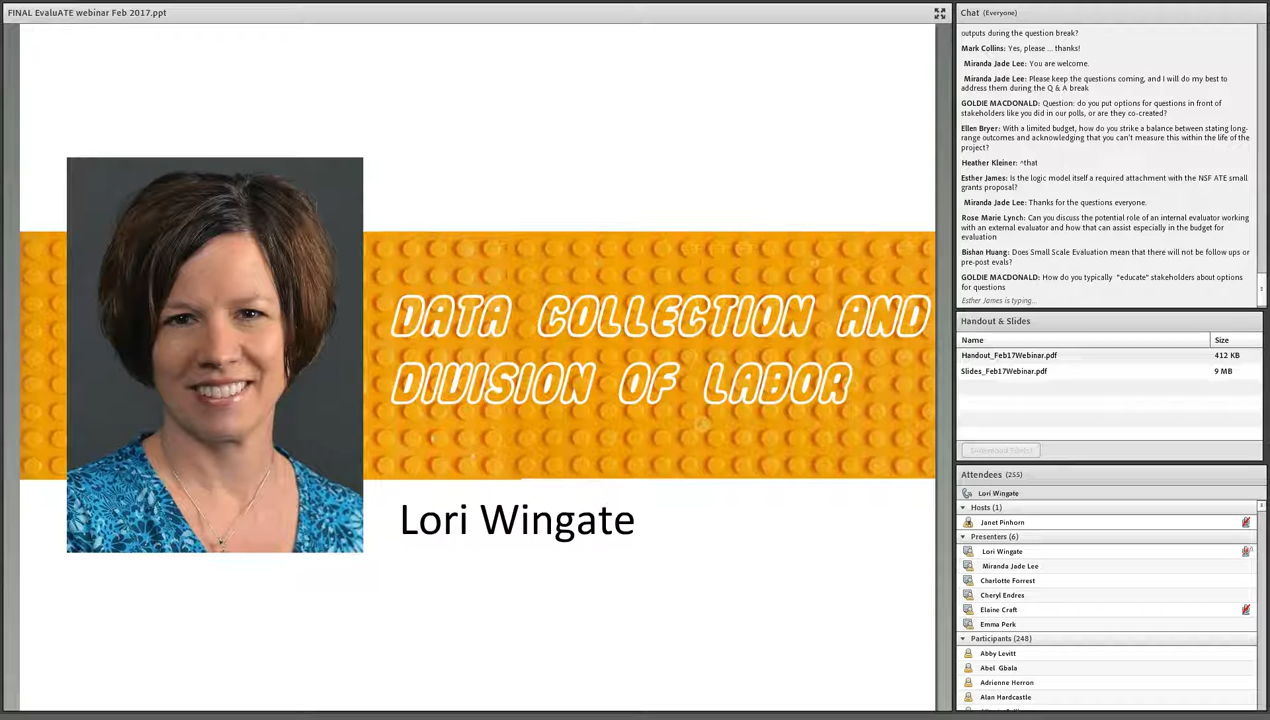 FINAL EvaluATE webinar Feb 2017.ppt
DATA COLLECTION AND
DIVISION OF LABOR
Lori Wingate
Chat (Everyone)
outputs during the question break?
Mark Collins: Yes, please ... thanks!
Miranda Jade Lee: You are welcome.
Miranda Jade Lee: Please keep the questions coming, and I will do my best to
address them during the Q & A break
GOLDIE MACDONALD: Question: do you put options for questions in front of
stakeholders like you did in our polls, or are they co-created?
Ellen Bryer: With a limited budget, how do you strike a balance between stating long-
range outcomes and acknowledging that you can't measure this within the life of the
project?
Heather Kleiner: ^that
Esther James: Is the logic model itself a required attachment with the NSF ATE small
grants proposal?
Miranda Jade Lee: Thanks for the questions everyone.
Rose Marie Lynch: Can you discuss the potential role of an internal evaluator working
with an external evaluator and how that can assist especially in the budget for
evaluation
Bishan Huang: Does Small Scale Evaluation mean that there will not be follow ups or
pre-post evals?
GOLDIE MACDONALD: How do you typically "educate" stakeholders about options
for questions
Esther James is typing...
Handout & Slides
Name Size
Handout_Feb17Webinar.pdf 412 KB
Slides_Feb17Webinar.pdf 9 MB
Attendees (255)
Lori Wingate
Hosts (1)
Janet Pinhorn
Presenters (6)
Lori Wingate
Miranda Jade Lee
Charlotte Forrest
Cheryl Endres
Elaine Craft
Emma Perk
Participants (248)
Abby Levitt
Abel Gbala
Adrienne Herron
Alan Hardcastle